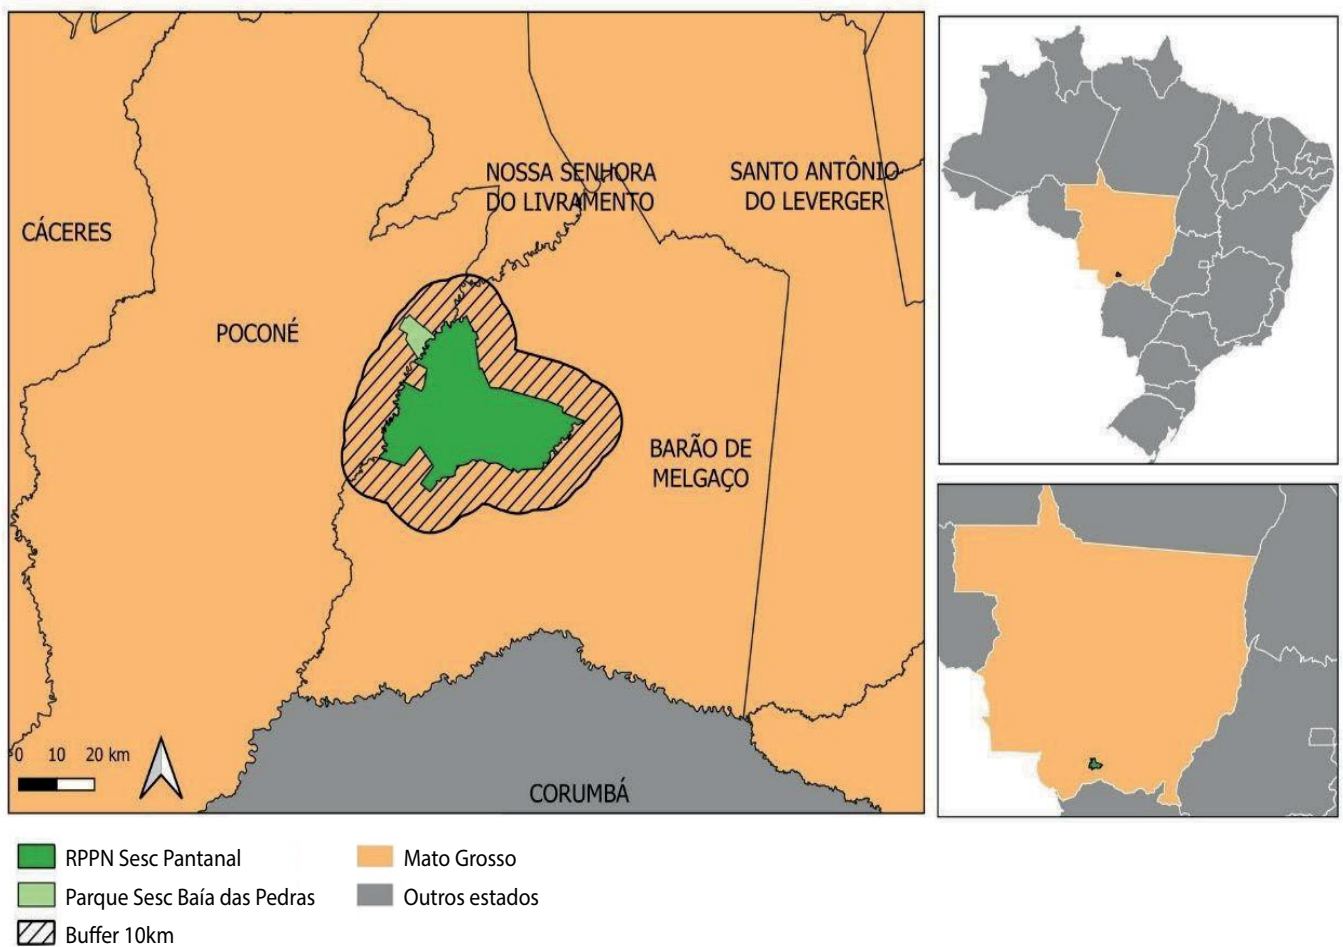 NOSSA SENHORA
DO LIVRAMENTO
SANTO ANTÔNIO
DO LEVERGER
CÁCERES
POCONÉ
BARÃO DE
MELGAÇO
0 10 20 km
CORUMBÁ
RPPN Sesc Pantanal
Parque Sesc Baía das Pedras
Buffer 10km
Mato Grosso
Outros estados